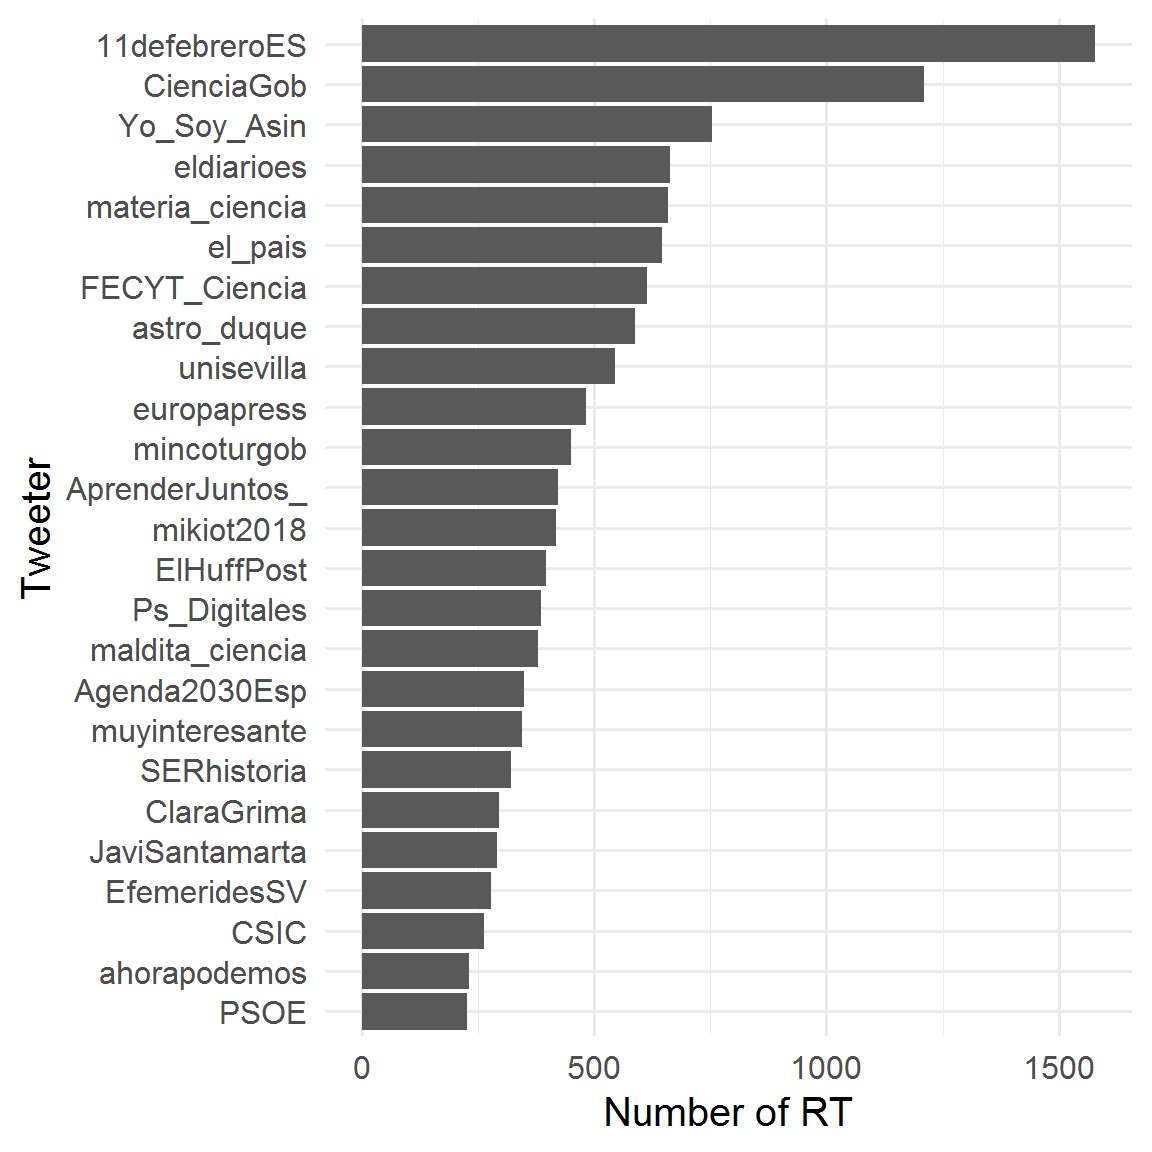 11defebreroES
CienciaGob
Yo_Soy_Asin
eldiarioes
materia_ciencia
el_pais
FECYT_Ciencia
astro_duque
unisevilla
europapress
mincoturgob
AprenderJuntos_
mikiot2018
ElHuffPost
Ps_Digitales
maldita_ciencia
Agenda2030Esp
muyinteresante
SERhistoria
ClaraGrima
JaviSantamarta
EfemeridesSV
CSIC
ahorapodemos
PSOE
Tweeter
0 500 1000 1500
Number of RT